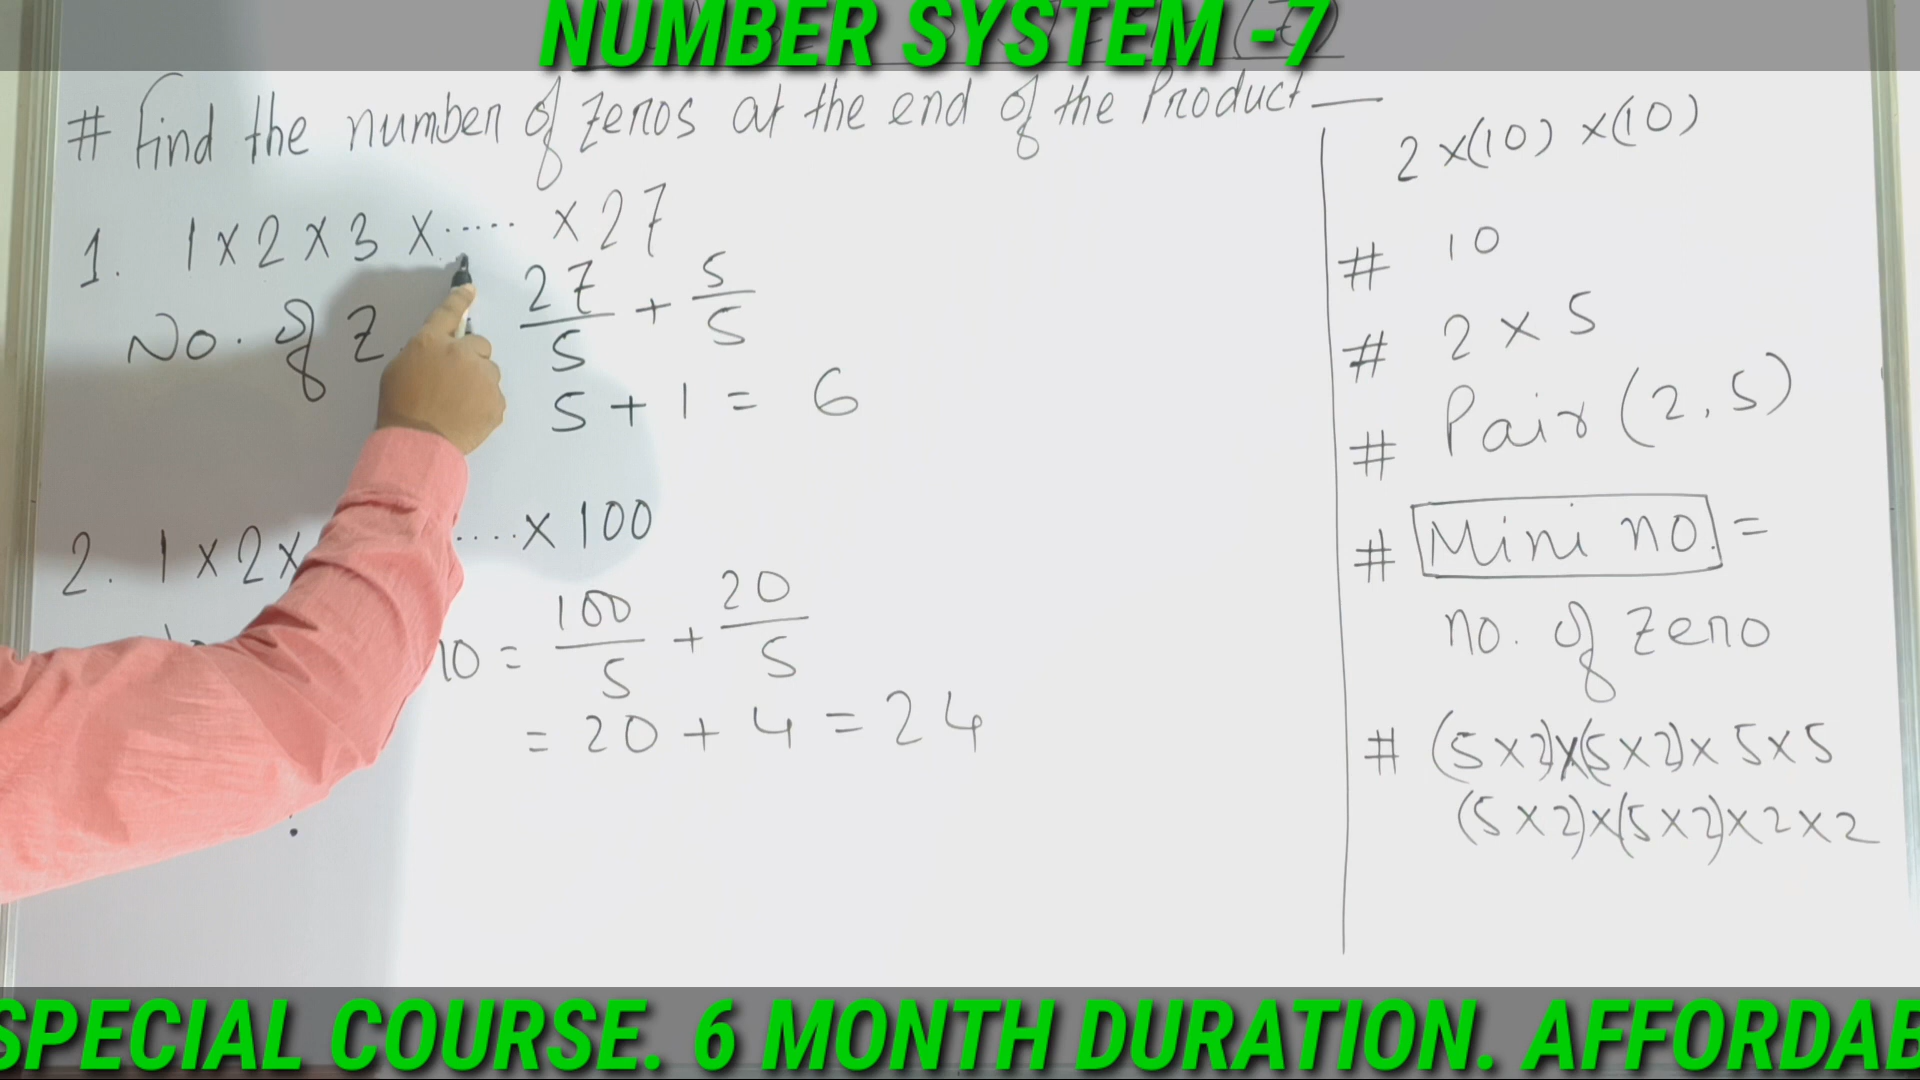 NUMBER SYSTEM -7
# Find the number of Zeros at the end of the Product —
1. 1 × 2 × 3 × ..... × 27
No. of Z
27/5 + 5/5
5 + 1 = 6
2. 1 × 2 × ....× 100
no = 100/5 + 20/5
= 20 + 4 = 24
2 × (10) × (10)
# 10
# 2 × 5
# Pair (2, 5)
# Mini no. =
no. of Zero
# (5 × 2) × (5 × 2) × 5 × 5
(5 × 2) × (5 × 2) × 2 × 2
SPECIAL COURSE. 6 MONTH DURATION. AFFORDAB